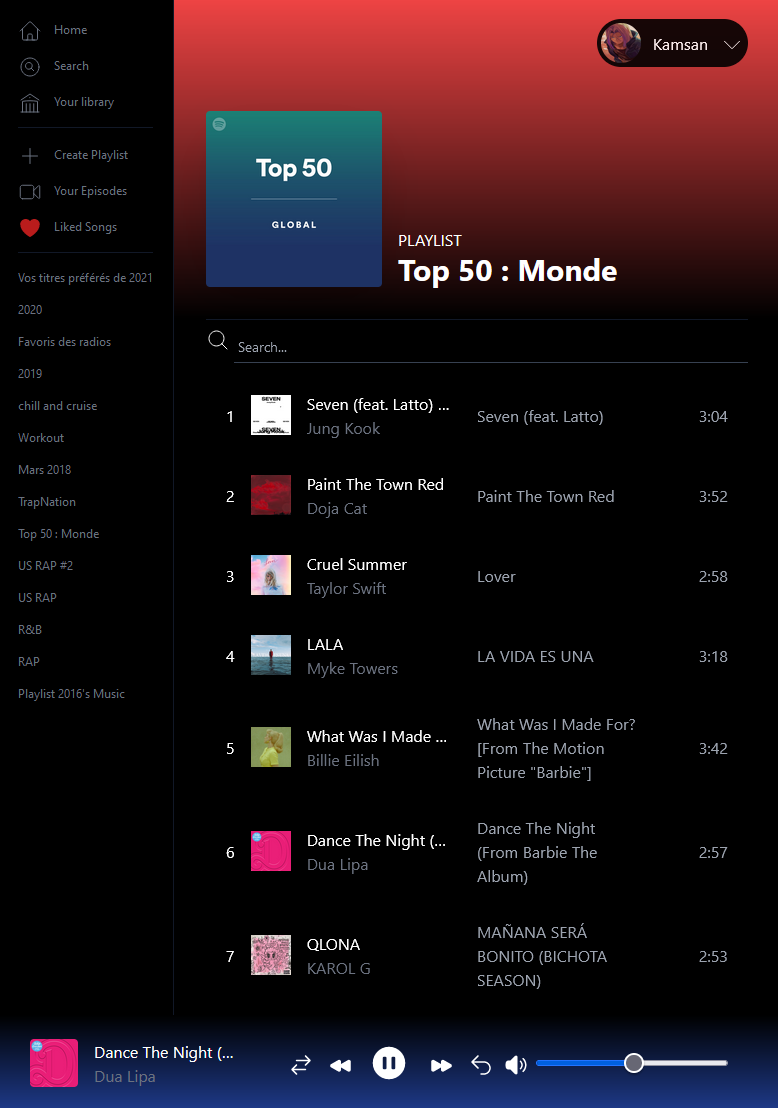 Home
Search
Your library
Create Playlist
Your Episodes
Liked Songs
Vos titres préférés de 2021
2020
Favoris des radios
2019
chill and cruise
Workout
Mars 2018
TrapNation
Top 50 : Monde
US RAP #2
US RAP
R&B
RAP
Playlist 2016's Music
Kamsan
Top 50
GLOBAL
PLAYLIST
Top 50 : Monde
Search...
1
SEVEN
Seven (feat. Latto) ...
Jung Kook
Seven (feat. Latto)
3:04
2
Paint The Town Red
Doja Cat
Paint The Town Red
3:52
3
Cruel Summer
Taylor Swift
Lover
2:58
4
LALA
Myke Towers
LA VIDA ES UNA
3:18
5
What Was I Made ...
Billie Eilish
What Was I Made For?
[From The Motion
Picture "Barbie"]
3:42
6
Dance The Night (...
Dua Lipa
Dance The Night
(From Barbie The
Album)
2:57
7
QLONA
KAROL G
MAÑANA SERÁ
BONITO (BICHOTA
SEASON)
2:53
Dance The Night (...
Dua Lipa